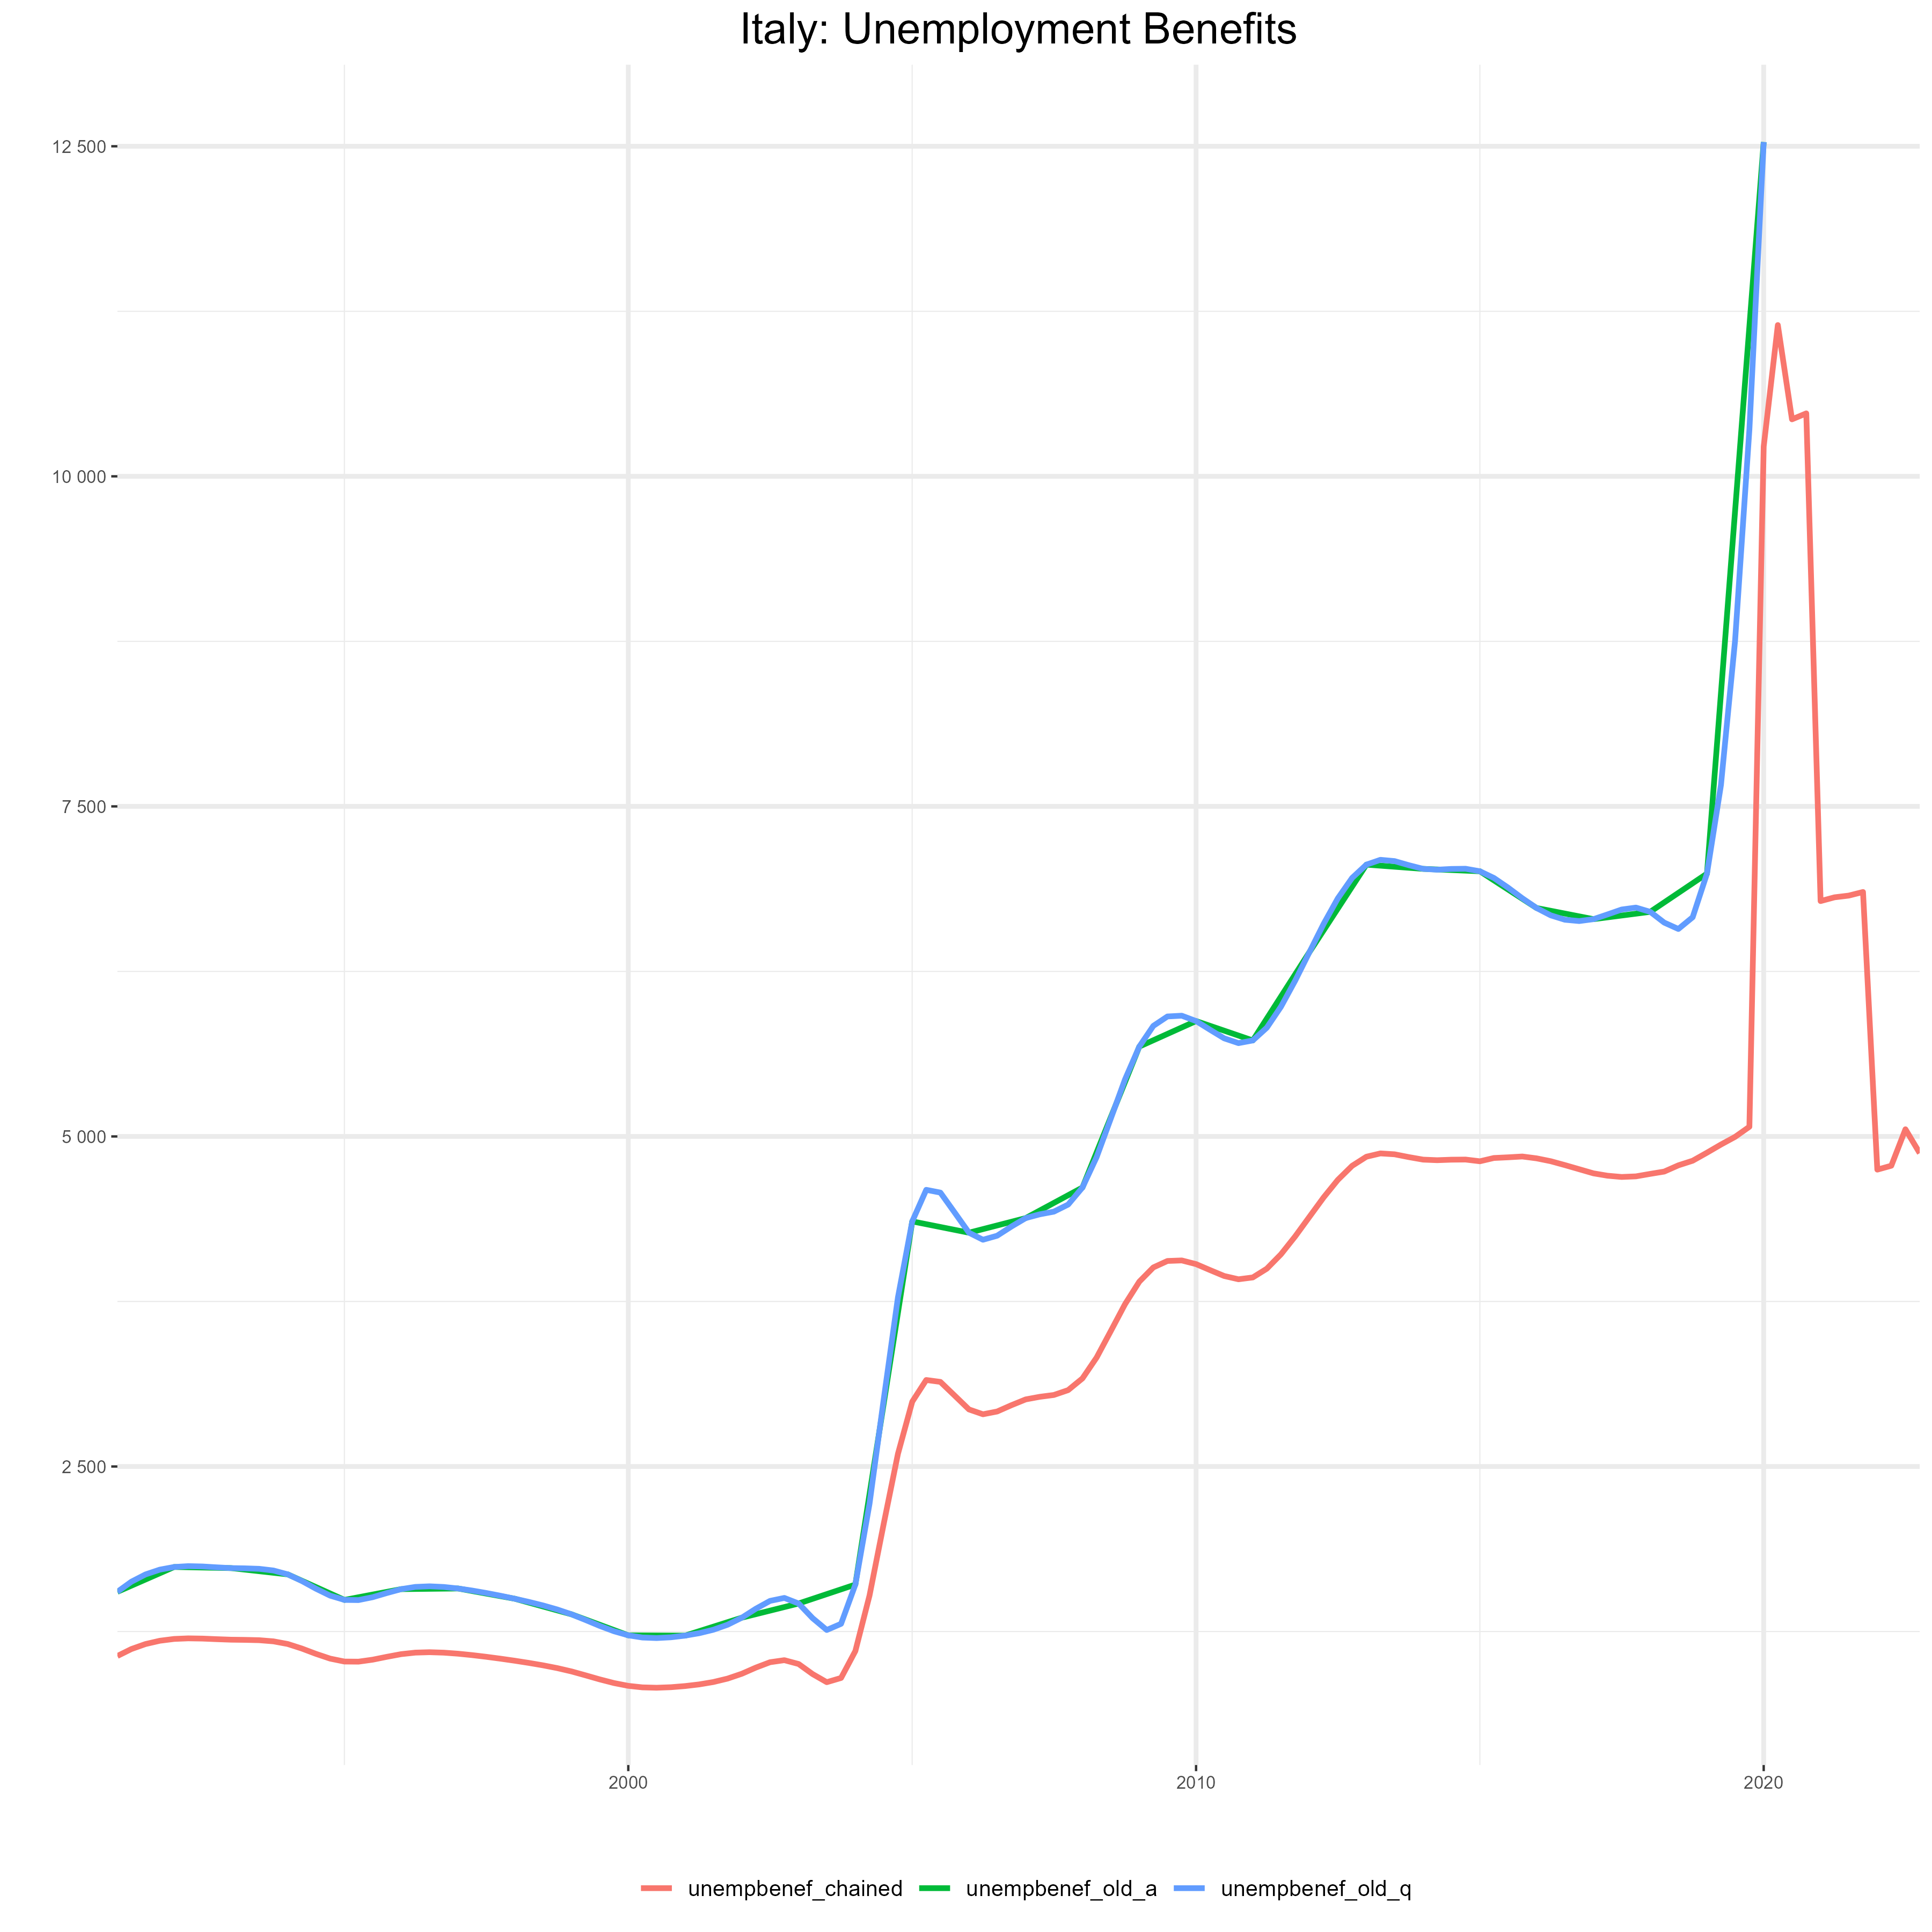 Italy: Unemployment Benefits
12 500
10 000
7 500
5 000
2 500
2000 2010 2020
unempbenef_chained unempbenef_old_a unempbenef_old_q